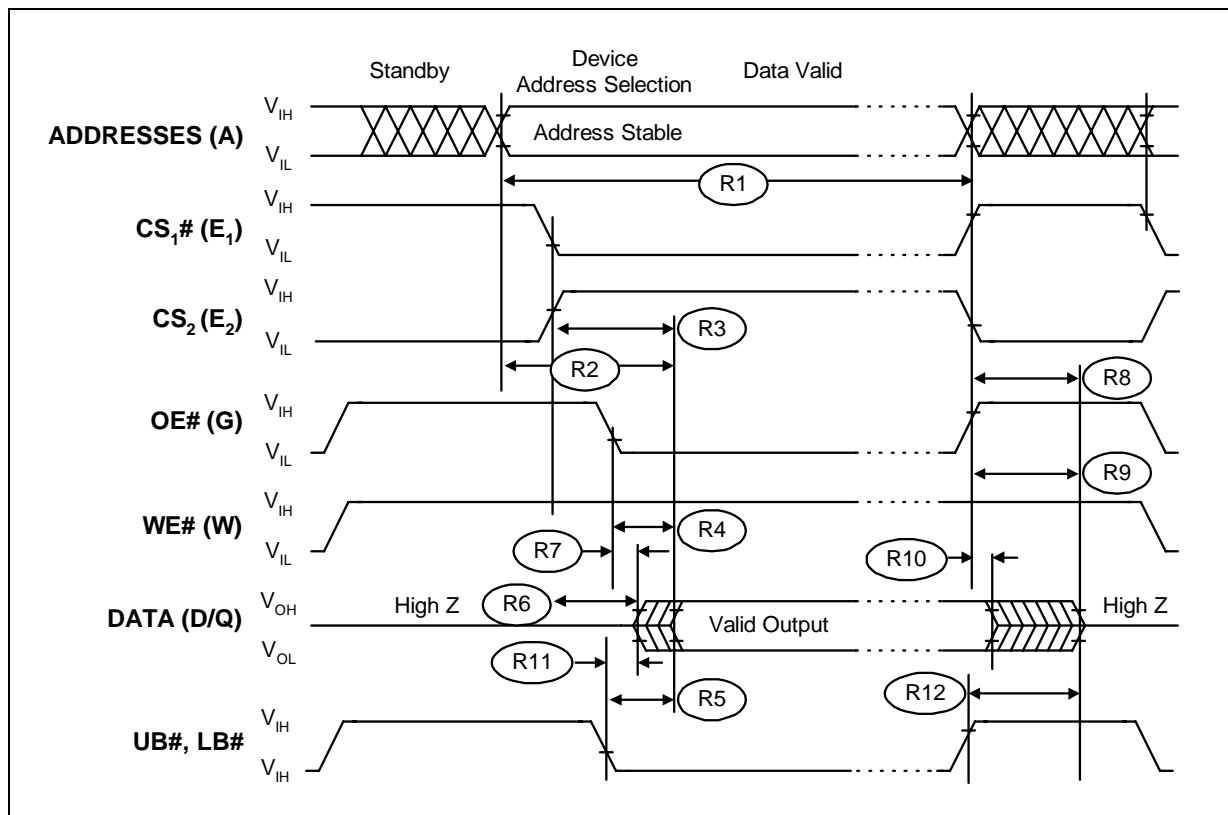 Standby
Device
Address Selection
Data Valid
V_IH
ADDRESSES (A)
Address Stable
V_IL
R1
V_IH
CS_1# (E_1)
V_IL
V_IH
CS_2 (E_2)
R3
V_IL
R2
R8
V_IH
OE# (G)
V_IL
R9
V_IH
WE# (W)
R4
V_IL
R7
R10
V_OH
High Z
R6
High Z
DATA (D/Q)
Valid Output
V_OL
R11
R5
R12
V_IH
UB#, LB#
V_IH